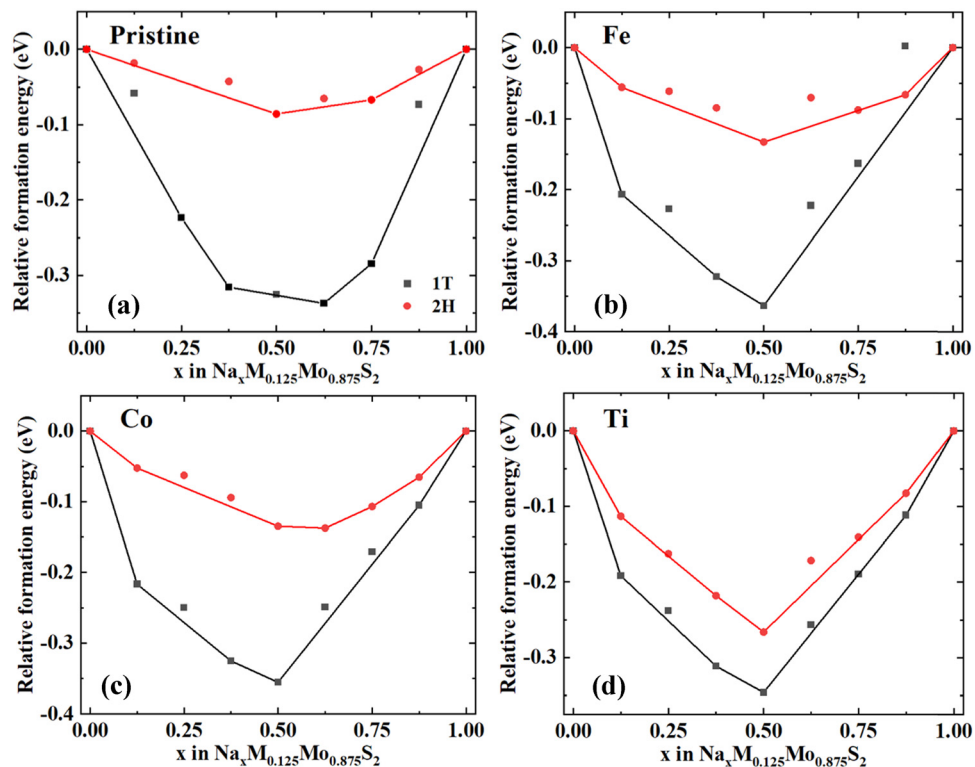 Pristine
Relative formation energy (eV)
0.0
-0.1
-0.2
-0.3
1T
2H
(a)
0.00 0.25 0.50 0.75 1.00
x in NaₓM₀.₁₂₅Mo₀.₈₇₅S₂
Fe
Relative formation energy (eV)
0.0
-0.1
-0.2
-0.3
-0.4
(b)
0.00 0.25 0.50 0.75 1.00
x in NaₓM₀.₁₂₅Mo₀.₈₇₅S₂
Co
Relative formation energy (eV)
0.0
-0.1
-0.2
-0.3
-0.4
(c)
0.00 0.25 0.50 0.75 1.00
x in NaₓM₀.₁₂₅Mo₀.₈₇₅S₂
Ti
Relative formation energy (eV)
0.0
-0.1
-0.2
-0.3
(d)
0.00 0.25 0.50 0.75 1.00
x in NaₓM₀.₁₂₅Mo₀.₈₇₅S₂